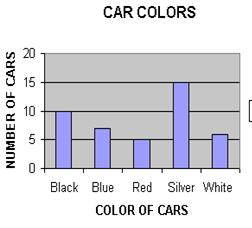 CAR COLORS
NUMBER OF CARS
20
15
10
5
0
Black Blue Red Silver White
COLOR OF CARS